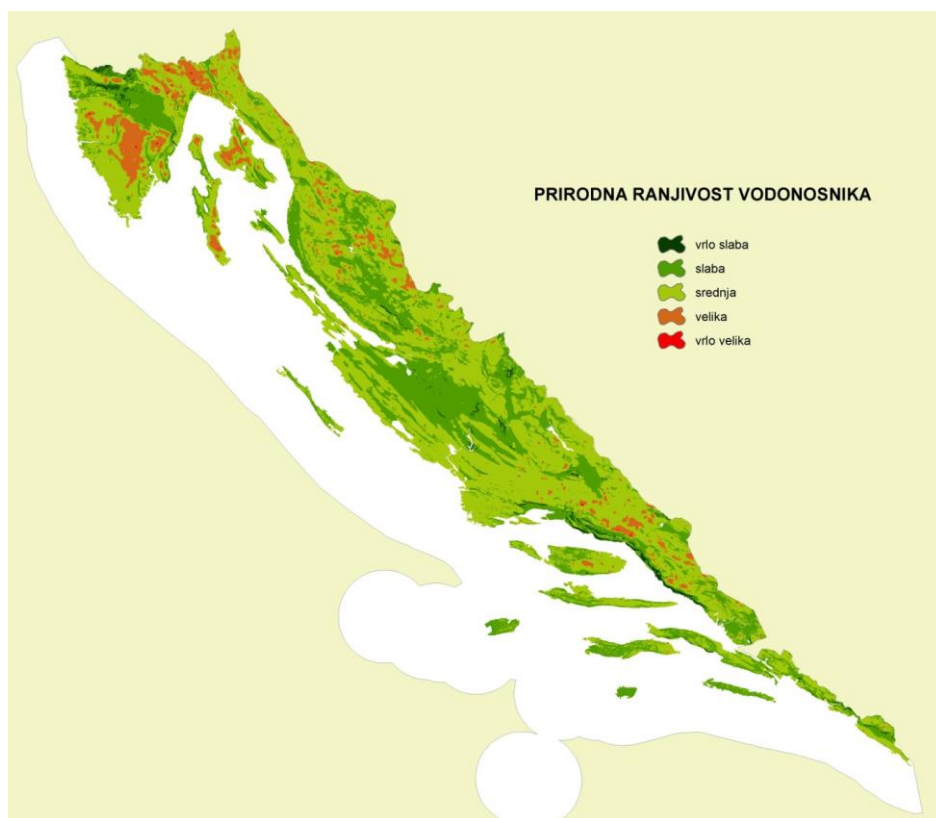 PRIRODNA RANJIVOST VODONOSNIKA
vrlo slaba
slaba
srednja
velika
vrlo velika